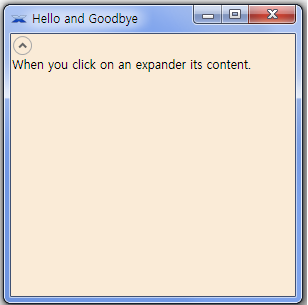 Hello and Goodbye
When you click on an expander its content.